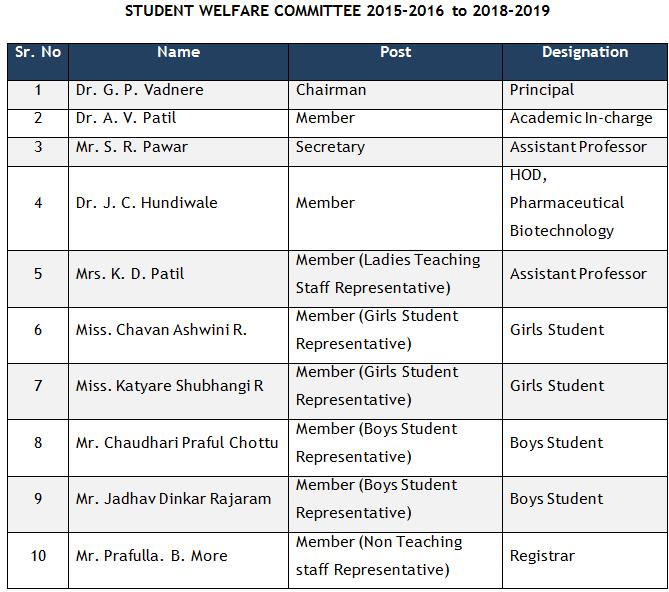 STUDENT WELFARE COMMITTEE 2015-2016 to 2018-2019
Sr. No Name Post Designation
1 Dr. G. P. Vadnere Chairman Principal
2 Dr. A. V. Patil Member Academic In-charge
3 Mr. S. R. Pawar Secretary Assistant Professor
4 Dr. J. C. Hundiwale Member HOD,
Pharmaceutical
Biotechnology
5 Mrs. K. D. Patil Member (Ladies Teaching
Staff Representative) Assistant Professor
6 Miss. Chavan Ashwini R. Member (Girls Student
Representative) Girls Student
7 Miss. Katyare Shubhangi R Member (Girls Student
Representative) Girls Student
8 Mr. Chaudhari Praful Chottu Member (Boys Student
Representative) Boys Student
9 Mr. Jadhav Dinkar Rajaram Member (Boys Student
Representative) Boys Student
10 Mr. Prafulla. B. More Member (Non Teaching
staff Representative) Registrar